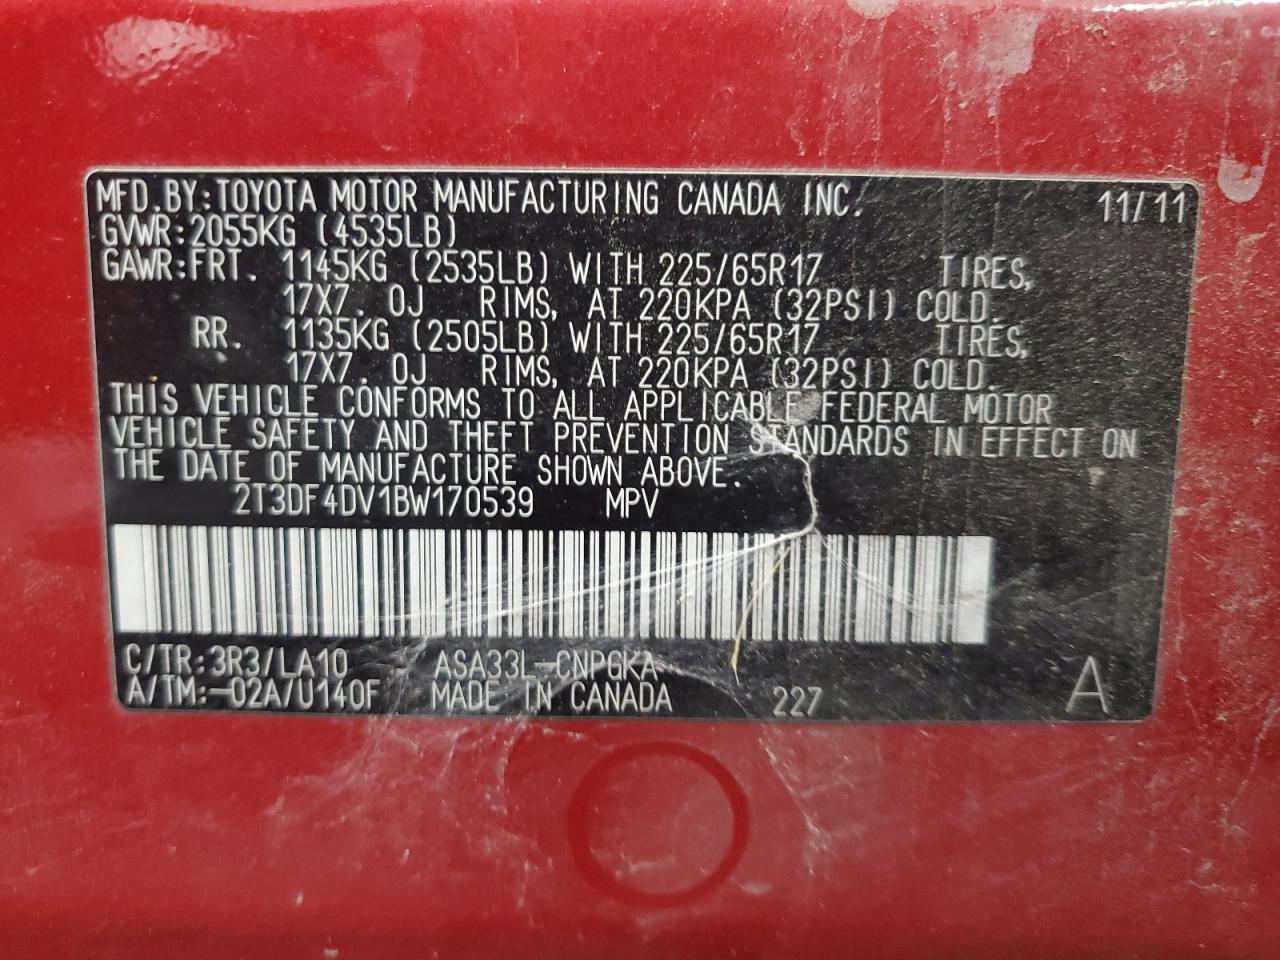 MFD.BY:TOYOTA MOTOR MANUFACTURING CANADA INC. 11/11
GVWR:2055KG (4535LB)
GAWR:FRT. 1145KG (2535LB) WITH 225/65R17 TIRES,
17X7. 0J RIMS, AT 220KPA (32PSI) COLD.
RR. 1135KG (2505LB) WITH 225/65R17 TIRES,
17X7. 0J RIMS, AT 220KPA (32PSI) COLD.
THIS VEHICLE CONFORMS TO ALL APPLICABLE FEDERAL MOTOR
VEHICLE SAFETY AND THEFT PREVENTION STANDARDS IN EFFECT ON
THE DATE OF MANUFACTURE SHOWN ABOVE.
2T3DF4DV1BW170539 MPV
C/TR:3R3/LA10 ASA33L-CNPGKA
A/TM:-02A/U140F MADE IN CANADA 227 A